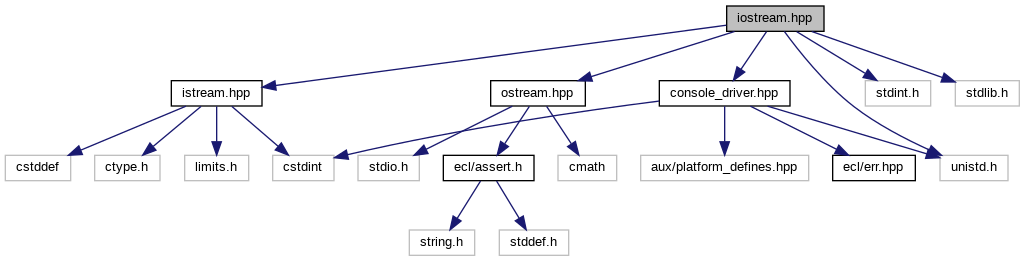 iostream.hpp
istream.hpp
ostream.hpp
console_driver.hpp
stdint.h
stdlib.h
cstddef
ctype.h
limits.h
cstdint
stdio.h
ecl/assert.h
cmath
aux/platform_defines.hpp
ecl/err.hpp
unistd.h
string.h
stddef.h